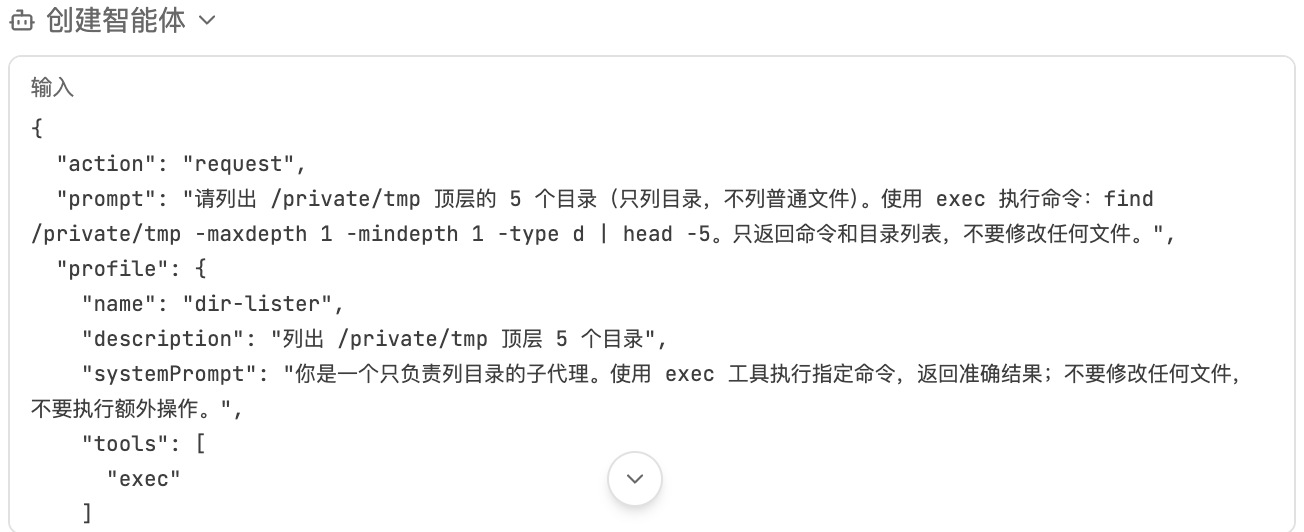 创建智能体
输入
{
  "action": "request",
  "prompt": "请列出 /private/tmp 顶层的 5 个目录（只列目录，不列普通文件）。使用 exec 执行命令：find
/private/tmp -maxdepth 1 -mindepth 1 -type d | head -5。只返回命令和目录列表，不要修改任何文件。",
  "profile": {
    "name": "dir-lister",
    "description": "列出 /private/tmp 顶层 5 个目录",
    "systemPrompt": "你是一个只负责列目录的子代理。使用 exec 工具执行指定命令，返回准确结果；不要修改任何文件，
不要执行额外操作。",
    "tools": [
      "exec"
    ]